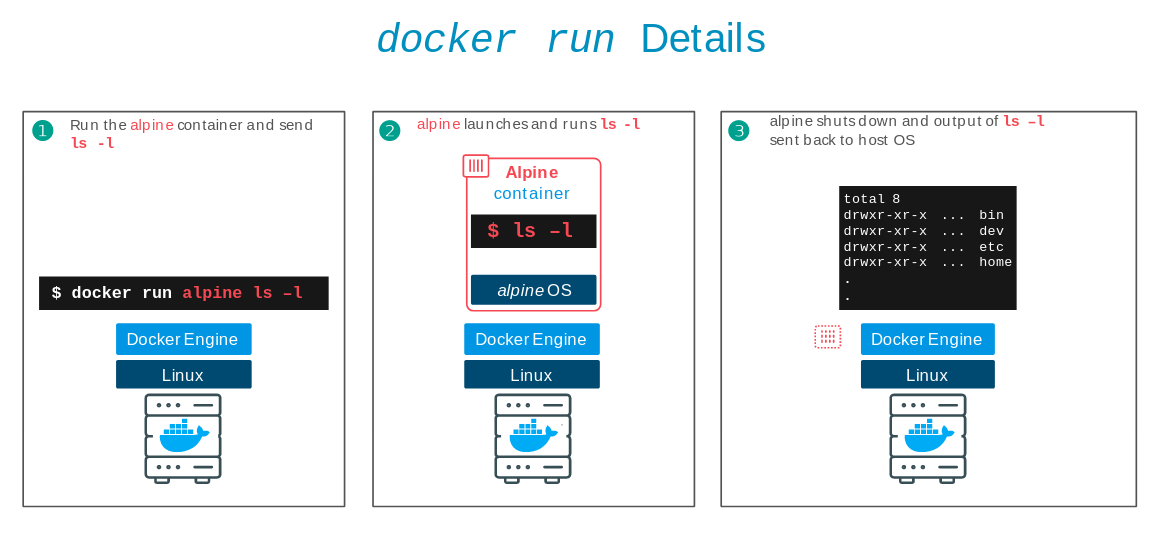 docker run Details
❶ Run the alpine container and send
ls -l
$ docker run alpine ls –l
Docker Engine
Linux
❷ alpine launches and runs ls -l
Alpine
container
$ ls –l
alpine OS
Docker Engine
Linux
❸ alpine shuts down and output of ls –l
sent back to host OS
total 8
drwxr-xr-x ... bin
drwxr-xr-x ... dev
drwxr-xr-x ... etc
drwxr-xr-x ... home
.
.
Docker Engine
Linux